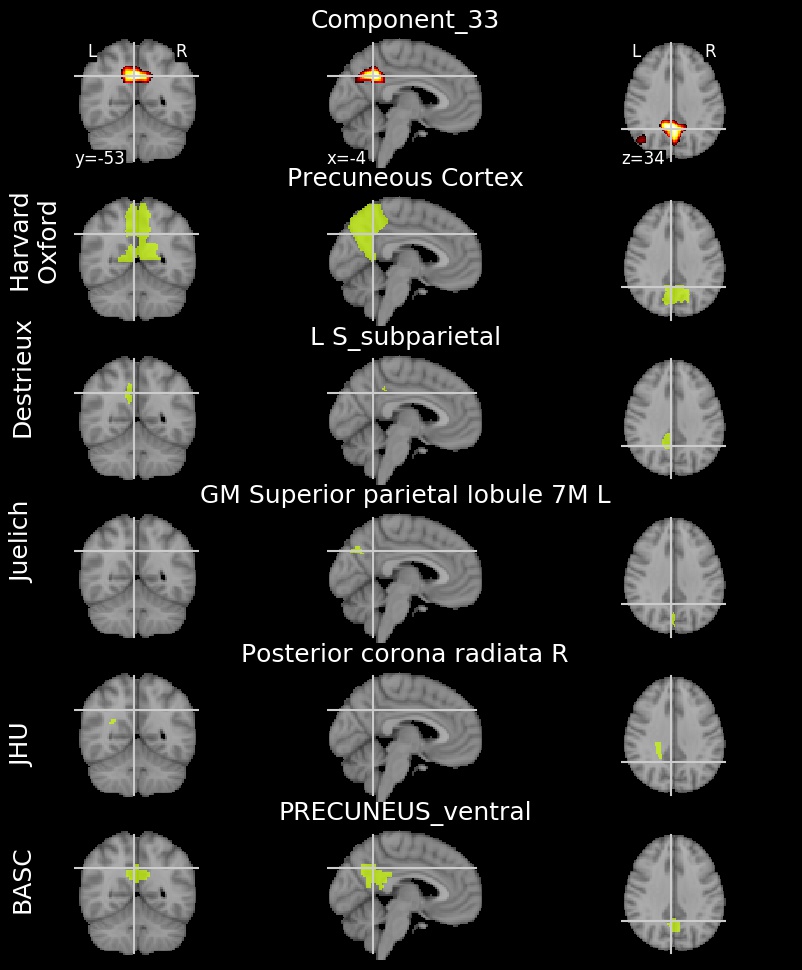 Component_33
L R L R
y=-53 x=-4 z=34
Precuneous Cortex
Harvard
Oxford
L S_subparietal
Destrieux
GM Superior parietal lobule 7M L
Juelich
Posterior corona radiata R
JHU
PRECUNEUS_ventral
BASC